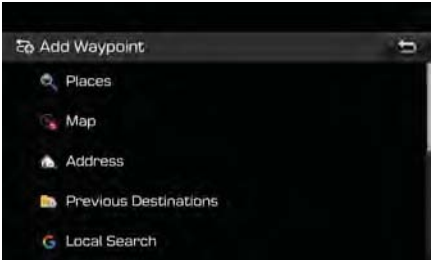 Add Waypoint
Places
Map
Address
Previous Destinations
Local Search